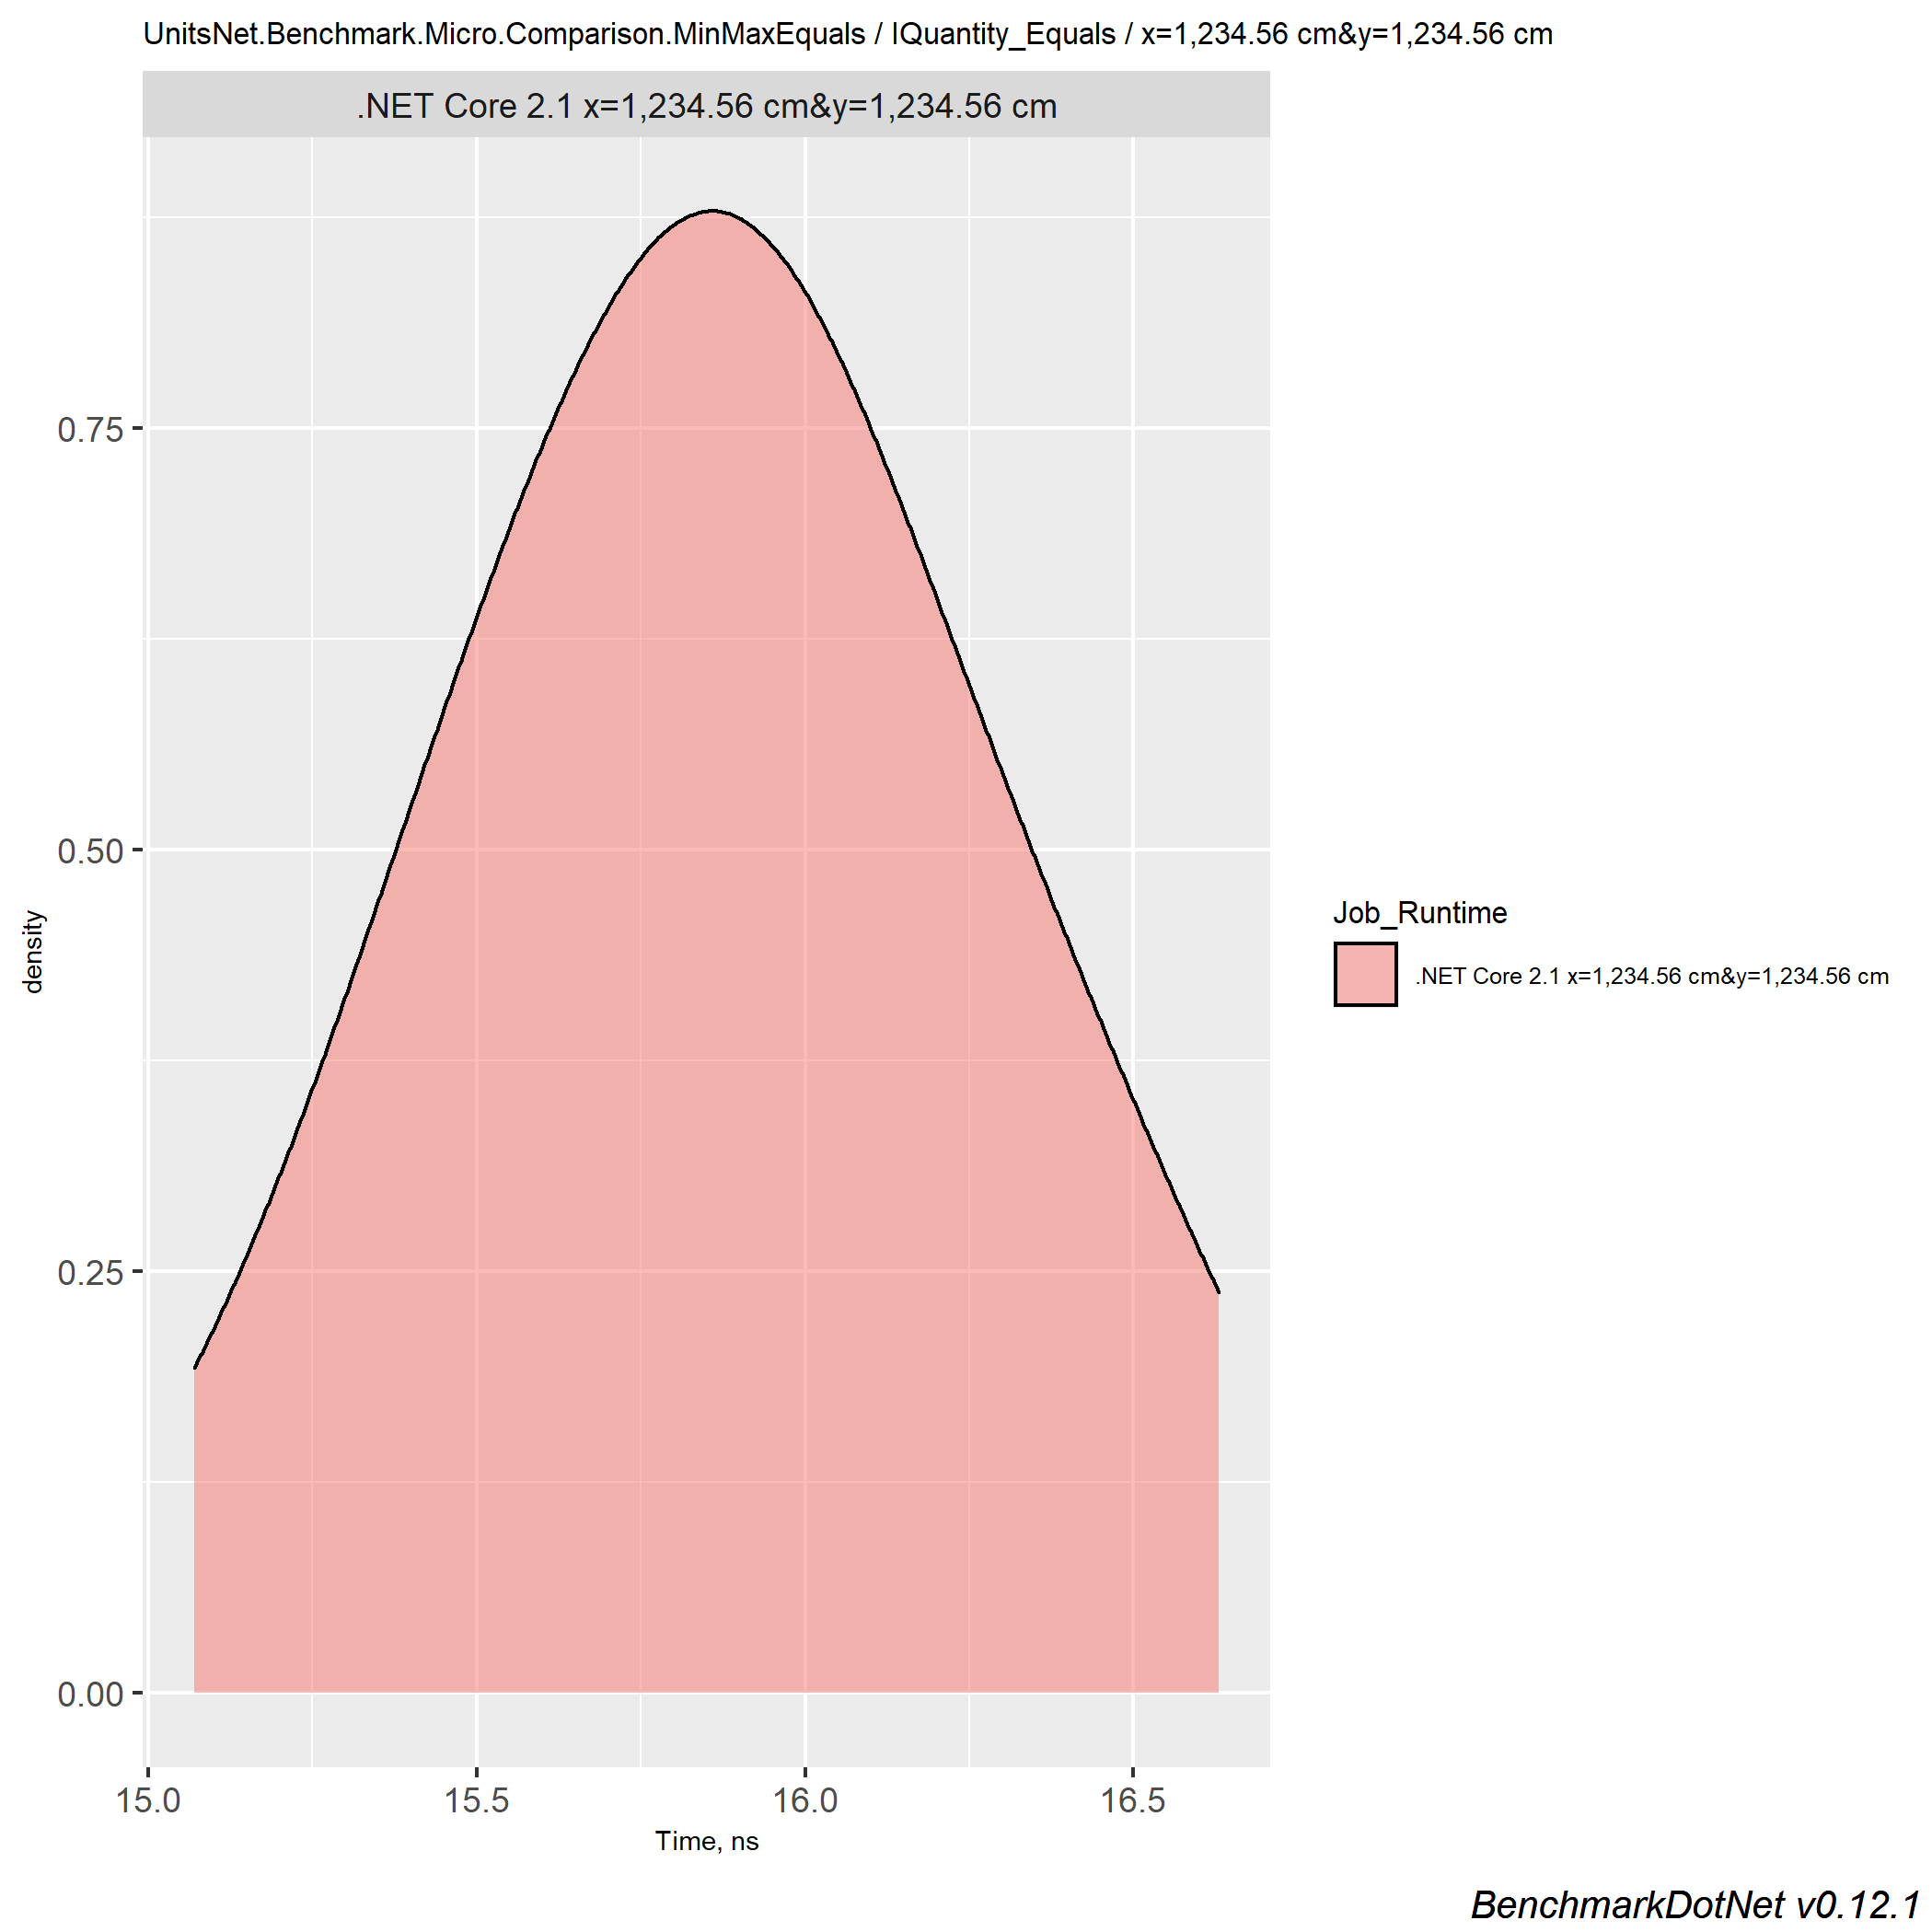 UnitsNet.Benchmark.Micro.Comparison.MinMaxEquals / IQuantity_Equals / x=1,234.56 cm&y=1,234.56 cm
.NET Core 2.1 x=1,234.56 cm&y=1,234.56 cm
0.75
0.50
0.25
0.00
density
15.0 15.5 16.0 16.5
Time, ns
Job_Runtime
.NET Core 2.1 x=1,234.56 cm&y=1,234.56 cm
BenchmarkDotNet v0.12.1